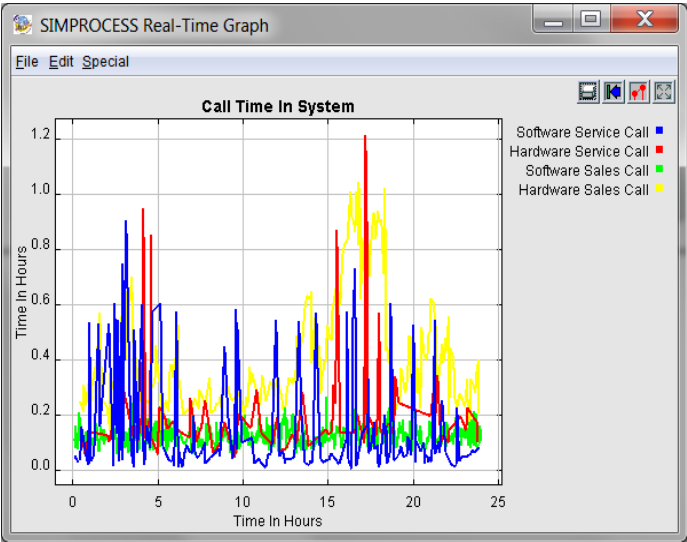 SIMPROCESS Real-Time Graph
File Edit Special
Call Time In System
Software Service Call
Hardware Service Call
Software Sales Call
Hardware Sales Call
Time In Hours
1.2
1.0
0.8
0.6
0.4
0.2
0.0
0 5 10 15 20 25
Time In Hours